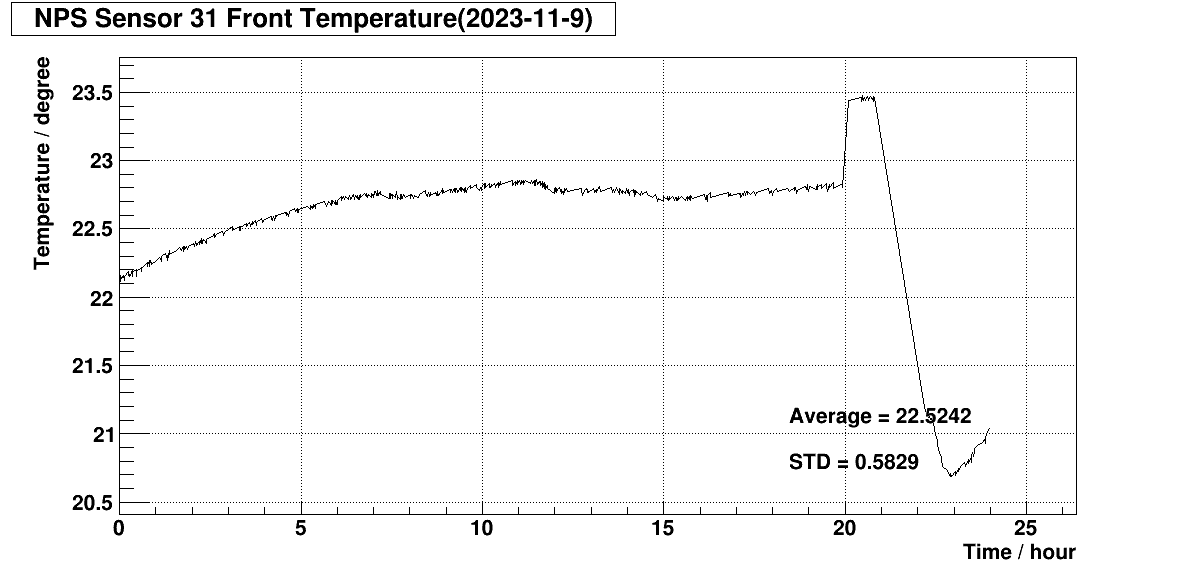 NPS Sensor 31 Front Temperature(2023-11-9)
Temperature / degree
23.5
23
22.5
22
21.5
21
20.5
Average = 22.5242
STD = 0.5829
0 5 10 15 20 25
Time / hour